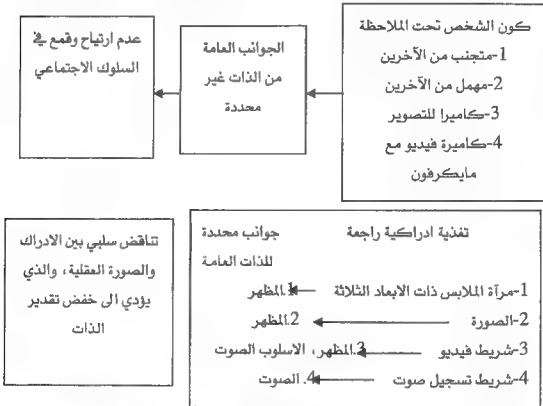 كون الشخص تحت الملاحظة
1-متجنب من الآخرين
2-مهمل من الآخرين
3-كاميرا للتصوير
4-كاميرة فيديو مع
مايكرفون
الجوانب العامة
من الذات غير
محددة
عدم ارتياح وقمع في
السلوك الاجتماعي
تغذية ادراكية راجعة
جوانب محددة
للذات العامة
1-مرآة الملابس ذات الابعاد الثلاثة
1.المظهر
2-الصورة
2.المظهر
3-شريط فيديو
3.المظهر، الاسلوب الصوت
4-شريط تسجيل صوت
4. الصوت
تناقض سلبي بين الادراك
والصورة العقلية، والذي
يؤدي الى خفض تقدير
الذات